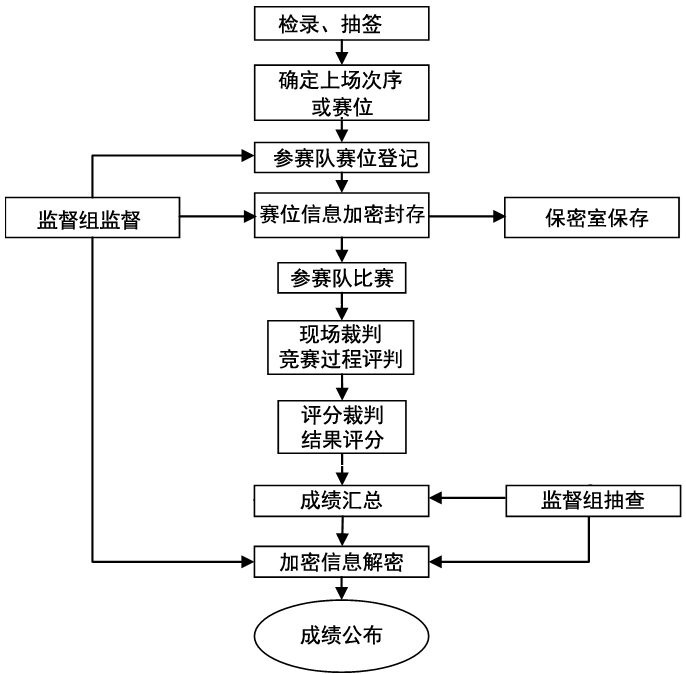 检录、抽签
确定上场次序
或赛位
参赛队赛位登记
监督组监督
赛位信息加密封存
保密室保存
参赛队比赛
现场裁判
竞赛过程评判
评分裁判
结果评分
成绩汇总
监督组抽查
加密信息解密
成绩公布